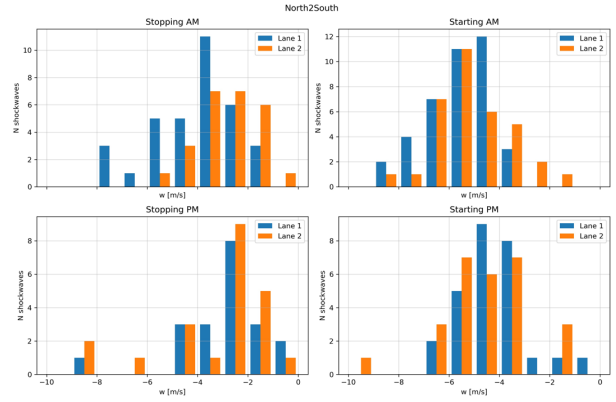 North2South
Stopping AM
Starting AM
N shockwaves
10
8
6
4
2
0
Lane 1
Lane 2
w [m/s]
N shockwaves
12
10
8
6
4
2
0
Lane 1
Lane 2
w [m/s]
Stopping PM
Starting PM
N shockwaves
8
6
4
2
0
Lane 1
Lane 2
−10 −8 −6 −4 −2 0
w [m/s]
N shockwaves
8
6
4
2
0
Lane 1
Lane 2
−10 −8 −6 −4 −2 0
w [m/s]